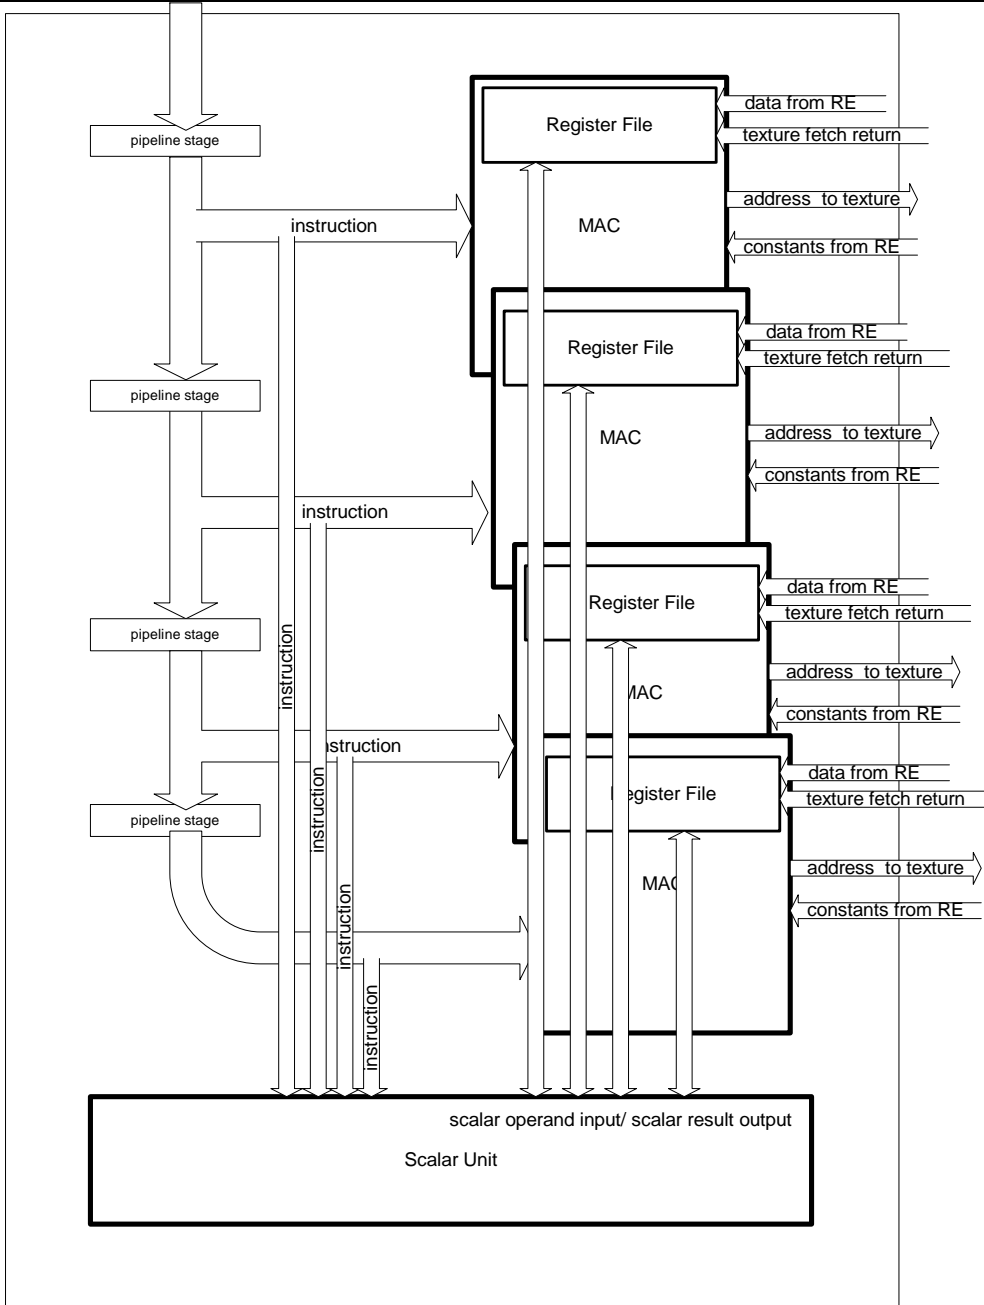 pipeline stage
Register File
data from RE
texture fetch return
instruction
MAC
address to texture
constants from RE
Register File
data from RE
texture fetch return
pipeline stage
MAC
address to texture
constants from RE
instruction
Register File
data from RE
texture fetch return
pipeline stage
instruction
MAC
address to texture
constants from RE
instruction
Register File
data from RE
texture fetch return
pipeline stage
instruction
MAC
address to texture
constants from RE
instruction
instruction
scalar operand input/ scalar result output
Scalar Unit